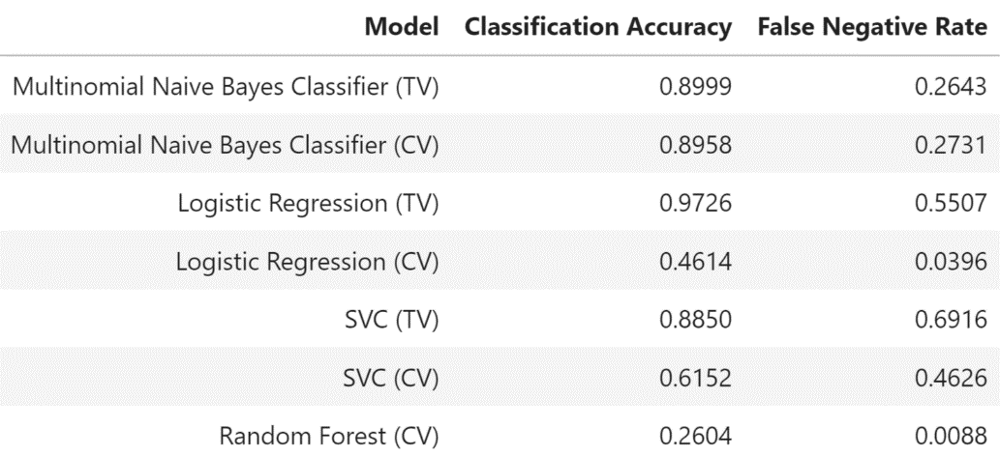 Model Classification Accuracy False Negative Rate
Multinomial Naive Bayes Classifier (TV) 0.8999 0.2643
Multinomial Naive Bayes Classifier (CV) 0.8958 0.2731
Logistic Regression (TV) 0.9726 0.5507
Logistic Regression (CV) 0.4614 0.0396
SVC (TV) 0.8850 0.6916
SVC (CV) 0.6152 0.4626
Random Forest (CV) 0.2604 0.0088